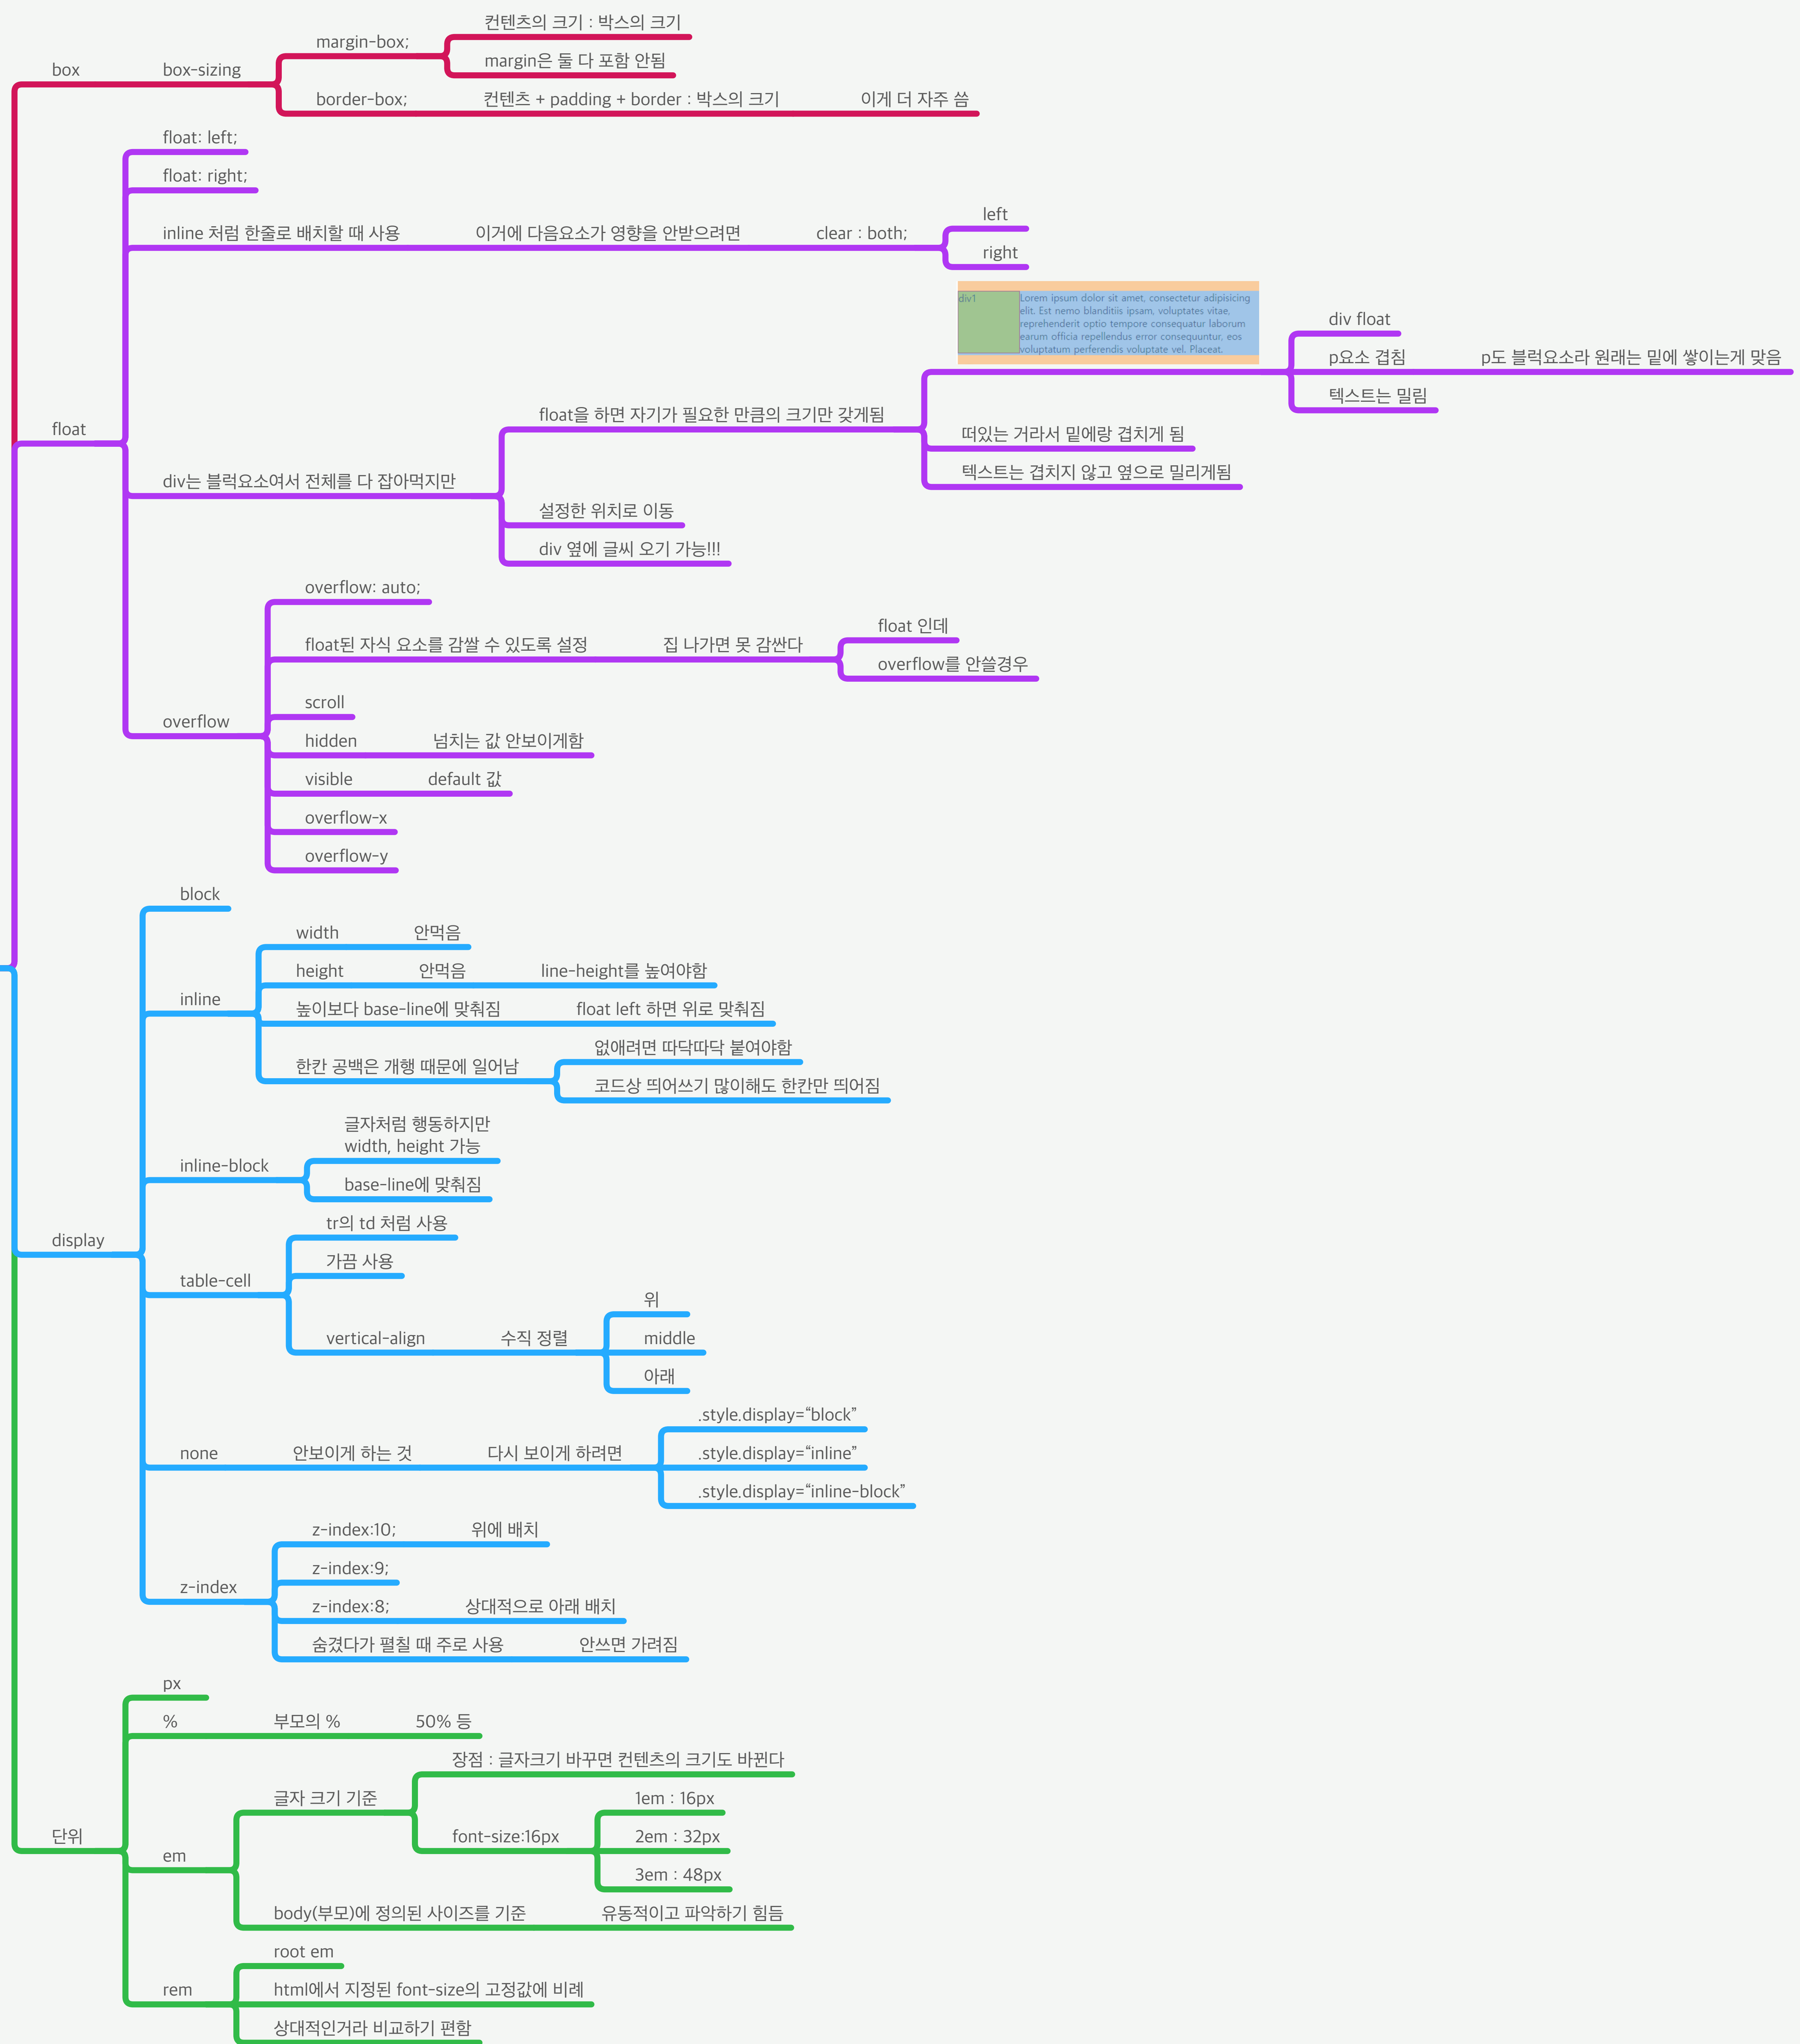 box
box-sizing
margin-box;
컨텐츠의 크기 : 박스의 크기
margin은 둘 다 포함 안됨
border-box;
컨텐츠 + padding + border : 박스의 크기
이게 더 자주 씀
float
float: left;
float: right;
inline 처럼 한줄로 배치할 때 사용
이거에 다음요소가 영향을 안받으려면
clear : both;
left
right
div는 블럭요소여서 전체를 다 잡아먹지만
float을 하면 자기가 필요한 만큼의 크기만 갖게됨
div1
Lorem ipsum dolor sit amet, consectetur adipisicing
elit. Est nemo blanditiis ipsam, voluptates vitae,
reprehenderit optio tempore consequatur laborum
earum officia repellendus error consequuntur, eos
voluptatum perferendis voluptate vel. Placeat.
div float
p요소 겹침
p도 블럭요소라 원래는 밑에 쌓이는게 맞음
텍스트는 밀림
떠있는 거라서 밑에랑 겹치게 됨
텍스트는 겹치지 않고 옆으로 밀리게됨
설정한 위치로 이동
div 옆에 글씨 오기 가능!!!
overflow
overflow: auto;
float된 자식 요소를 감쌀 수 있도록 설정
집 나가면 못 감싼다
float 인데
overflow를 안쓸경우
scroll
hidden
넘치는 값 안보이게함
visible
default 값
overflow-x
overflow-y
display
block
inline
width
안먹음
height
안먹음
line-height를 높여야함
높이보다 base-line에 맞춰짐
float left 하면 위로 맞춰짐
한칸 공백은 개행 때문에 일어남
없애려면 따닥따닥 붙여야함
코드상 띄어쓰기 많이해도 한칸만 띄어짐
inline-block
글자처럼 행동하지만
width, height 가능
base-line에 맞춰짐
table-cell
tr의 td 처럼 사용
가끔 사용
vertical-align
수직 정렬
위
middle
아래
none
안보이게 하는 것
다시 보이게 하려면
.style.display=“block”
.style.display=“inline”
.style.display=“inline-block”
z-index
z-index:10;
위에 배치
z-index:9;
z-index:8;
상대적으로 아래 배치
숨겼다가 펼칠 때 주로 사용
안쓰면 가려짐
단위
px
%
부모의 %
50% 등
em
글자 크기 기준
장점 : 글자크기 바꾸면 컨텐츠의 크기도 바뀐다
font-size:16px
1em : 16px
2em : 32px
3em : 48px
body(부모)에 정의된 사이즈를 기준
유동적이고 파악하기 힘듬
rem
root em
html에서 지정된 font-size의 고정값에 비례
상대적인거라 비교하기 편함